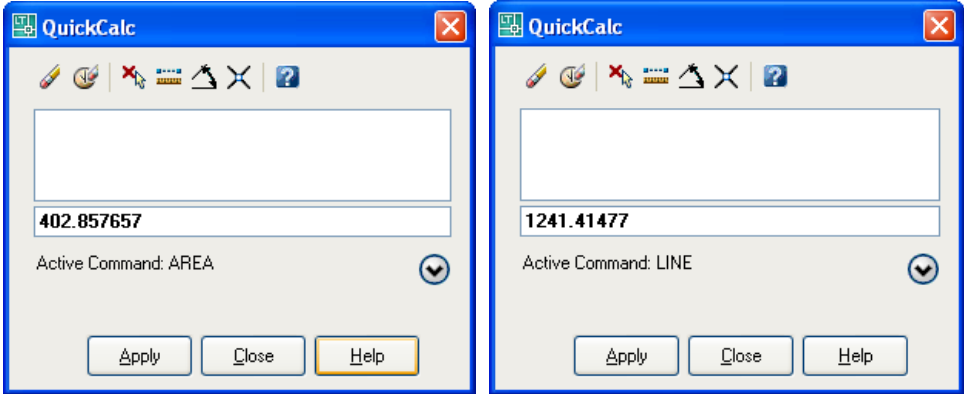 QuickCalc
402.857657
Active Command: AREA
Apply Close Help
QuickCalc
1241.41477
Active Command: LINE
Apply Close Help